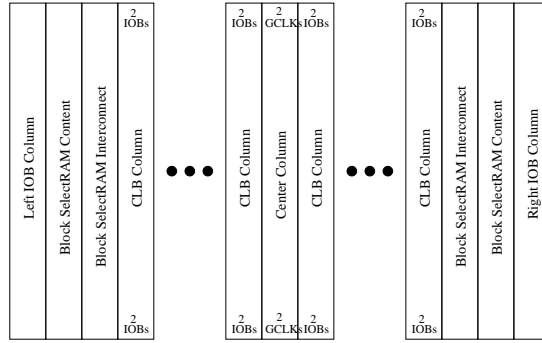 2
IOBs
2
IOBs
2
GCLKs
2
IOBs
2
IOBs
Left IOB Column
Block SelectRAM Content
Block SelectRAM Interconnect
CLB Column
CLB Column
Center Column
CLB Column
CLB Column
Block SelectRAM Interconnect
Block SelectRAM Content
Right IOB Column
2
IOBs
2
IOBs
2
GCLKs
2
IOBs
2
IOBs